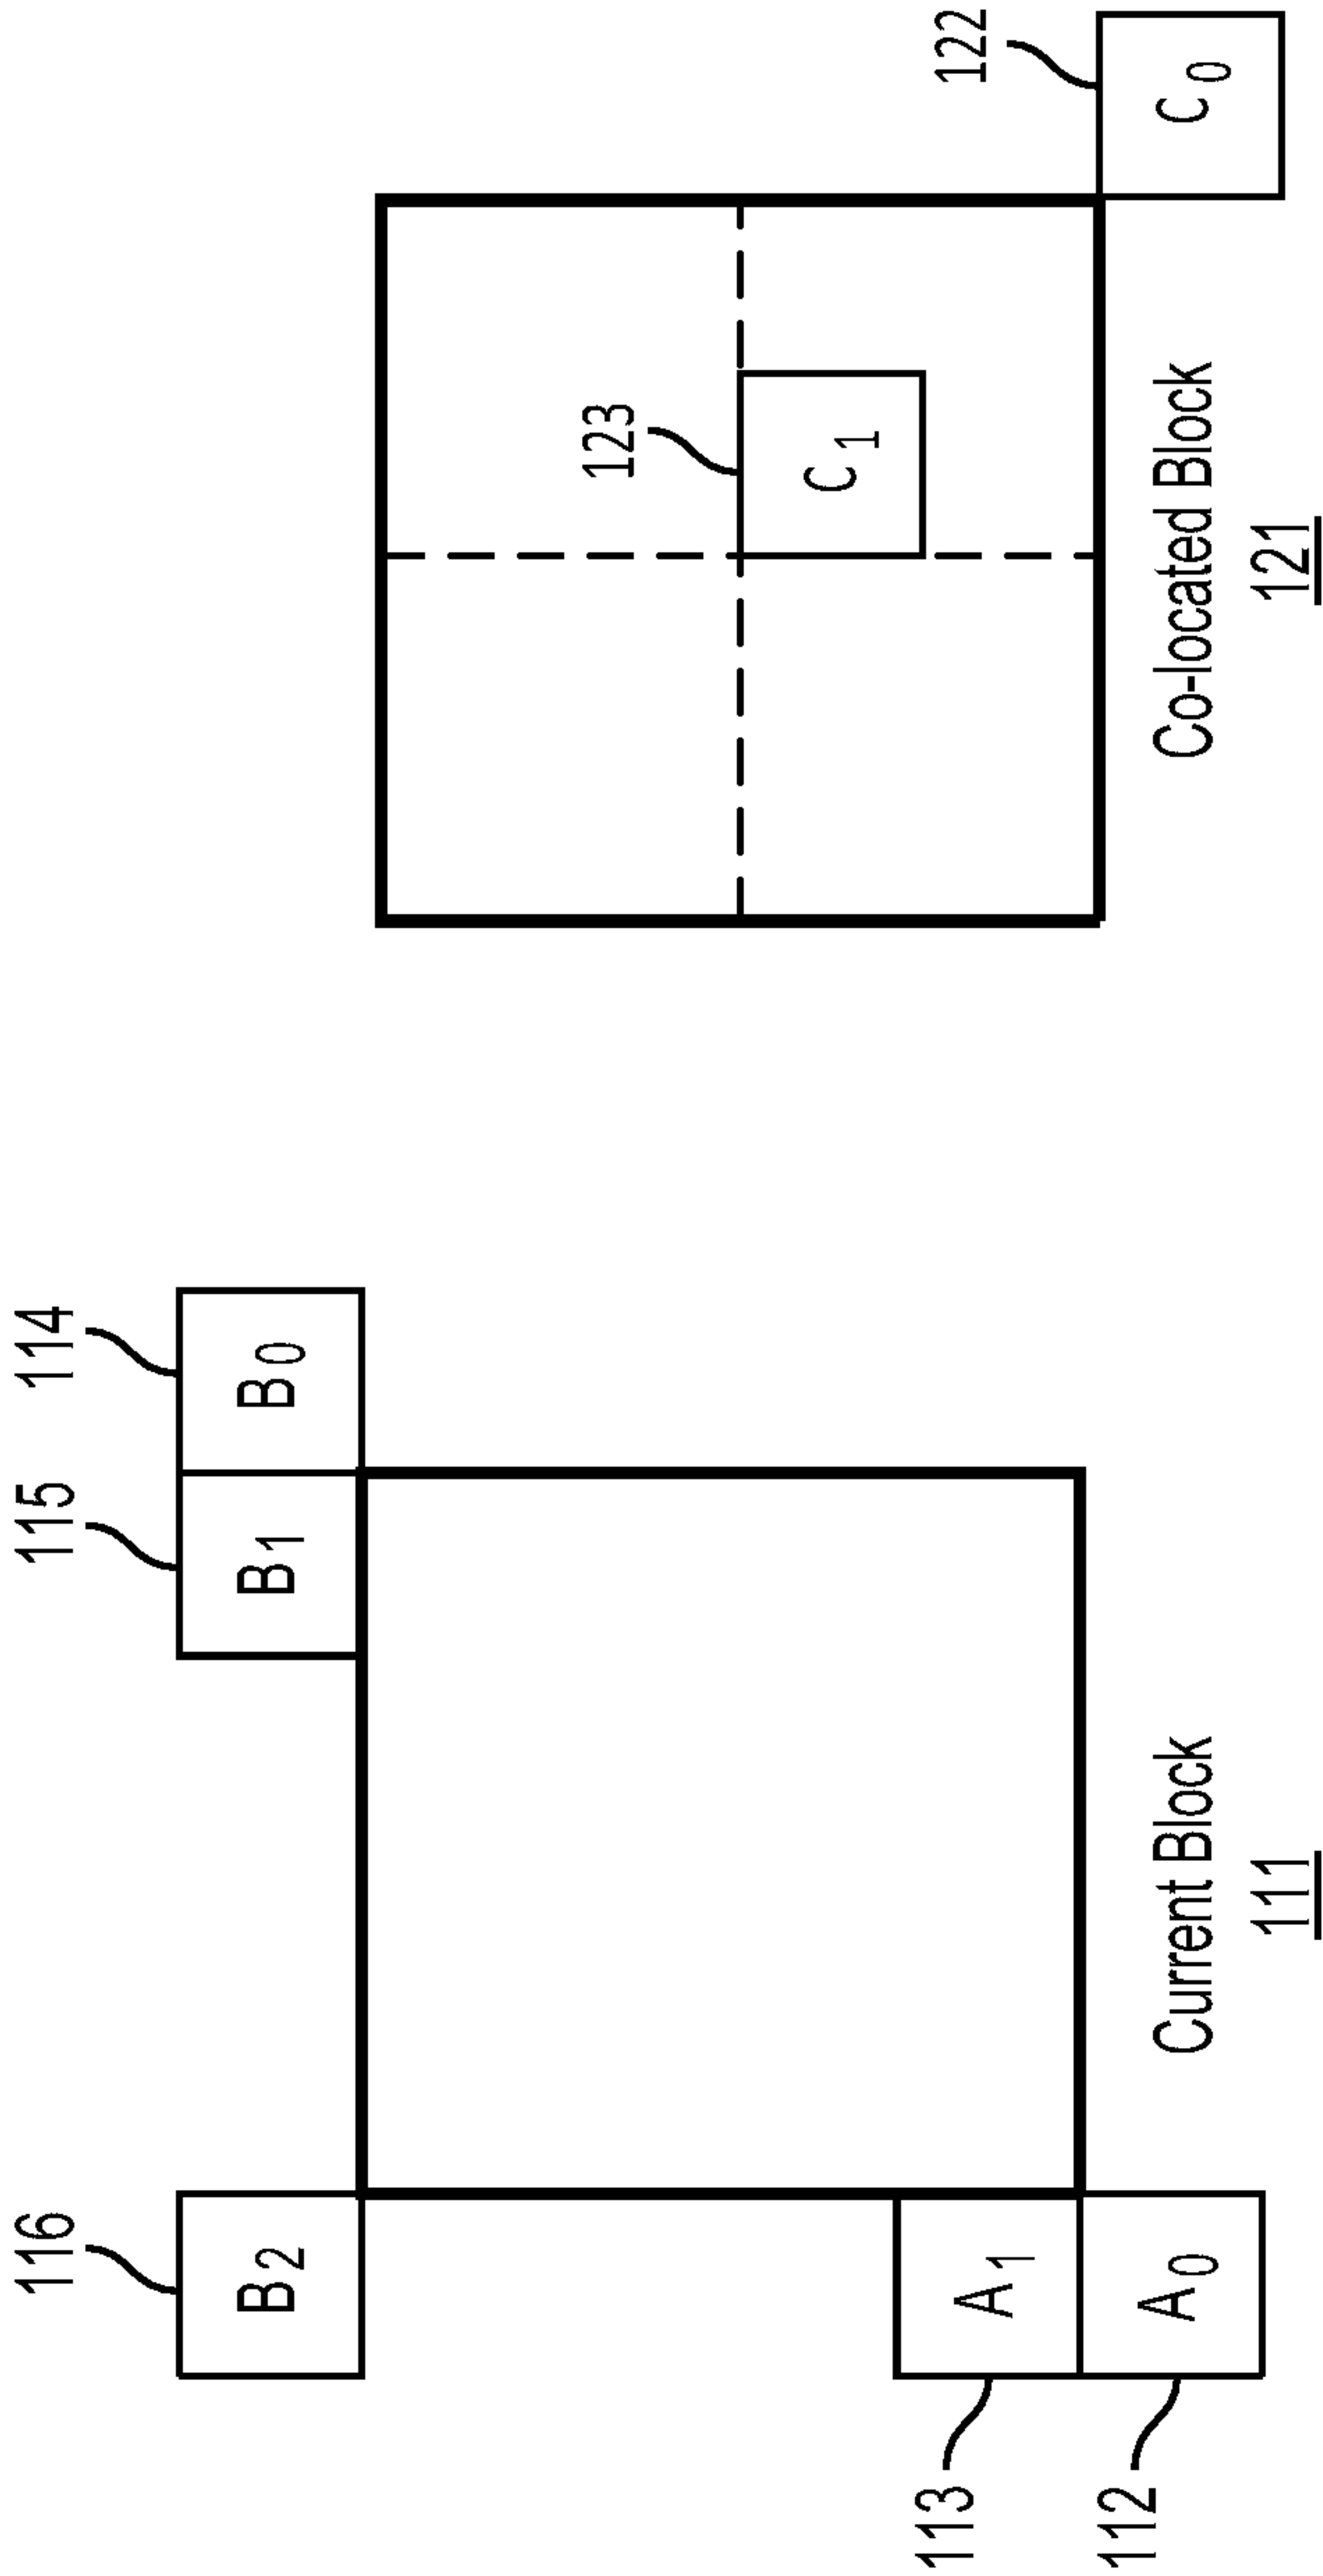 116
115
114
B2
B1
B0
113
A1
112
A0
Current Block
111
123
C1
122
C0
Co-located Block
121